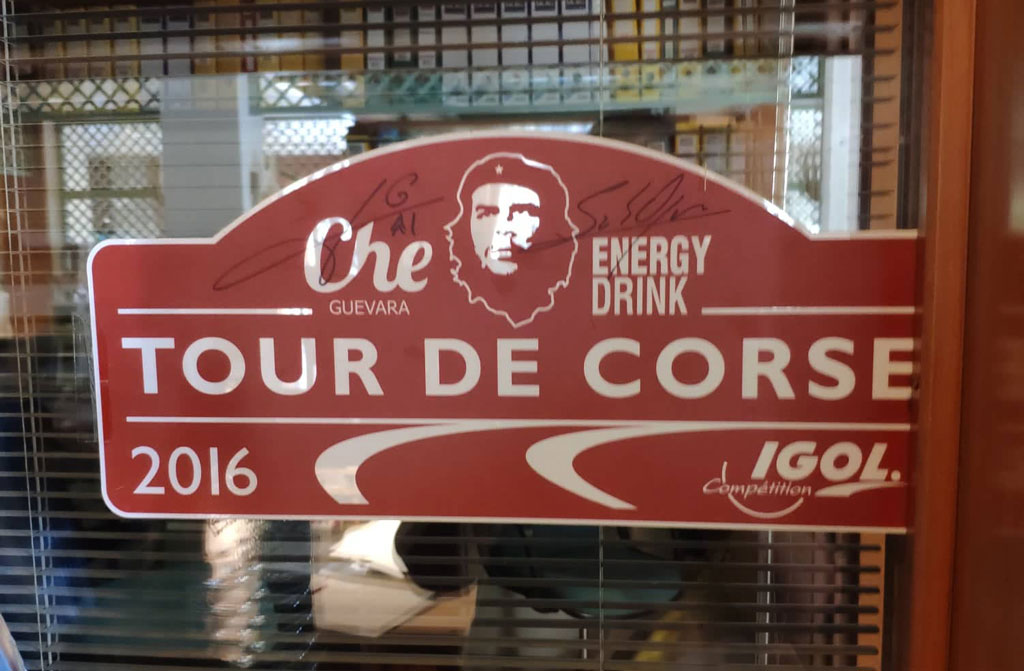 Che
GUEVARA
ENERGY
DRINK
TOUR DE CORSE
2016
IGOL.
Compétition